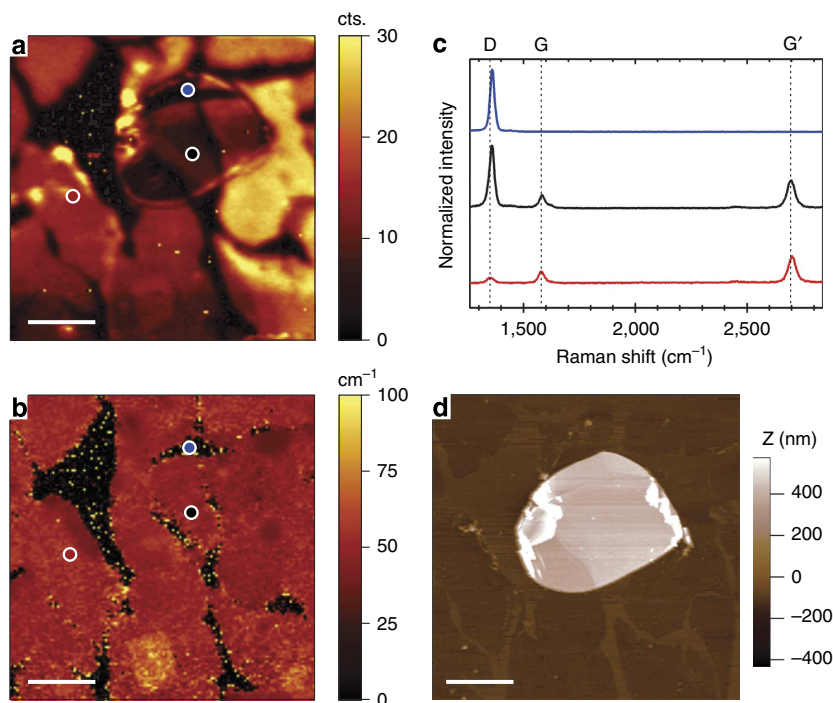 a
cts.
30
20
10
0
b
cm⁻¹
100
75
50
25
0
c
D
G
G′
Normalized intensity
1,500
2,000
2,500
Raman shift (cm⁻¹)
d
Z (nm)
400
200
0
−200
−400